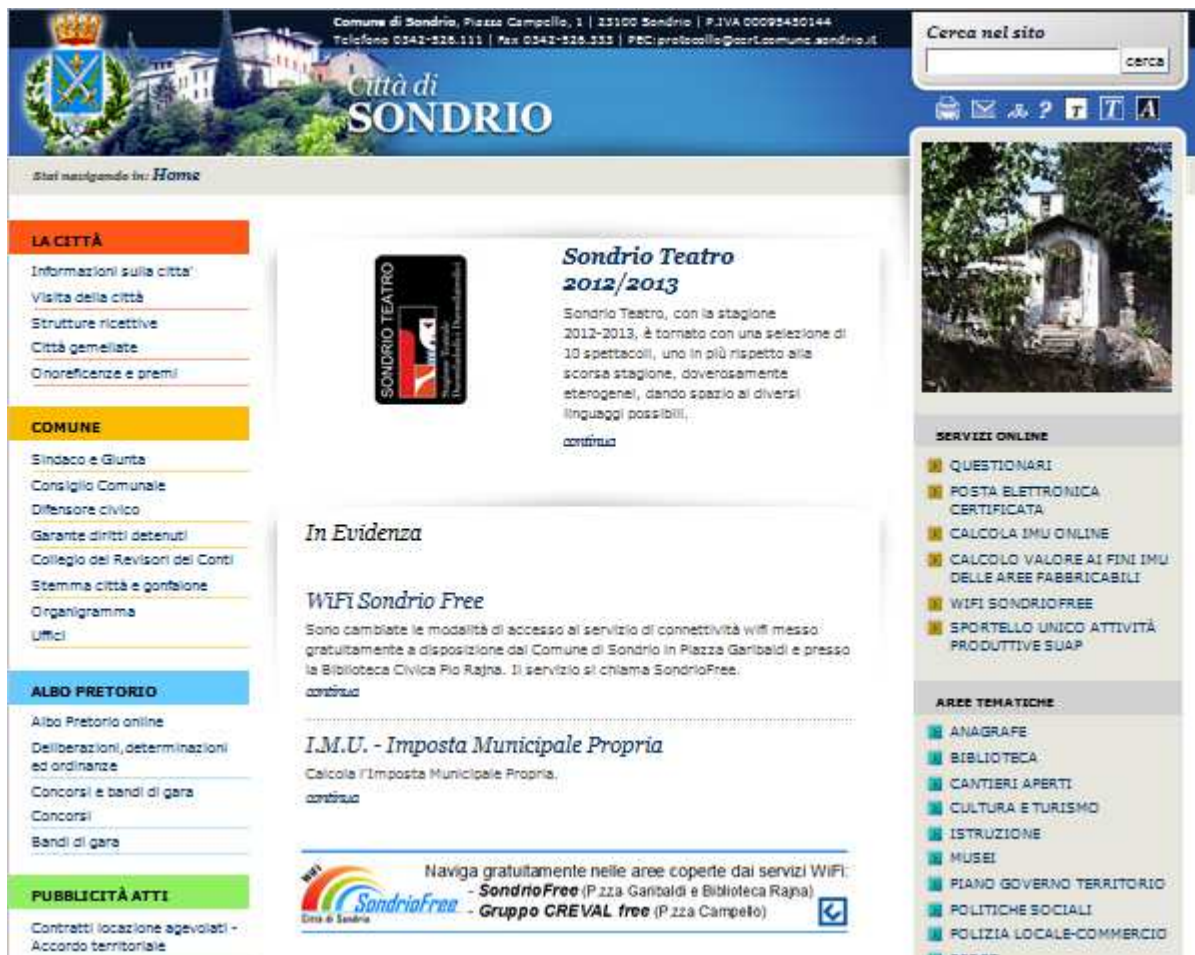 Comune di Sondrio, Piazza Campello, 1 | 23100 Sondrio | P.IVA 00095450144
Telefono 0342-526.111 | Fax 0342-526.333 | PEC:protocollo@cert.comune.sondrio.it
Città di
SONDRIO
Cerca nel sito
cerca
? T T A
Stai navigando in: Home
LA CITTÀ
Informazioni sulla citta'
Visita della città
Strutture ricettive
Città gemellate
Onoreficenze e premi
COMUNE
Sindaco e Giunta
Consiglio Comunale
Difensore civico
Garante diritti detenuti
Collegio dei Revisori dei Conti
Stemma città e gonfalone
Organigramma
Uffici
ALBO PRETORIO
Albo Pretorio online
Deliberazioni, determinazioni
ed ordinanze
Concorsi e bandi di gara
Concorsi
Bandi di gara
PUBBLICITÀ ATTI
Contratti locazione agevolati -
Accordo territoriale
SONDRIO TEATRO
Stagione Teatrale
Sondrio Teatro
2012/2013
Sondrio Teatro, con la stagione
2012-2013, è tornato con una selezione di
10 spettacoli, uno in più rispetto alla
scorsa stagione, doverosamente
eterogenei, dando spazio ai diversi
linguaggi possibili.
continua
In Evidenza
WiFi Sondrio Free
Sono cambiate le modalità di accesso al servizio di connettività wifi messo
gratuitamente a disposizione dal Comune di Sondrio in Piazza Garibaldi e presso
la Biblioteca Civica Pio Rajna. Il servizio si chiama SondrioFree.
continua
I.M.U. - Imposta Municipale Propria
Calcola l'Imposta Municipale Propria.
continua
WiFi
SondrioFree
Città di Sondrio
Naviga gratuitamente nelle aree coperte dai servizi WiFi:
- SondrioFree (P.zza Garibaldi e Biblioteca Rajna)
- Gruppo CREVAL free (P.zza Campello)
SERVIZI ONLINE
QUESTIONARI
POSTA ELETTRONICA
CERTIFICATA
CALCOLA IMU ONLINE
CALCOLO VALORE AI FINI IMU
DELLE AREE FABBRICABILI
WIFI SONDRIOFREE
SPORTELLO UNICO ATTIVITÀ
PRODUTTIVE SUAP
AREE TEMATICHE
ANAGRAFE
BIBLIOTECA
CANTIERI APERTI
CULTURA E TURISMO
ISTRUZIONE
MUSEI
PIANO GOVERNO TERRITORIO
POLITICHE SOCIALI
POLIZIA LOCALE-COMMERCIO